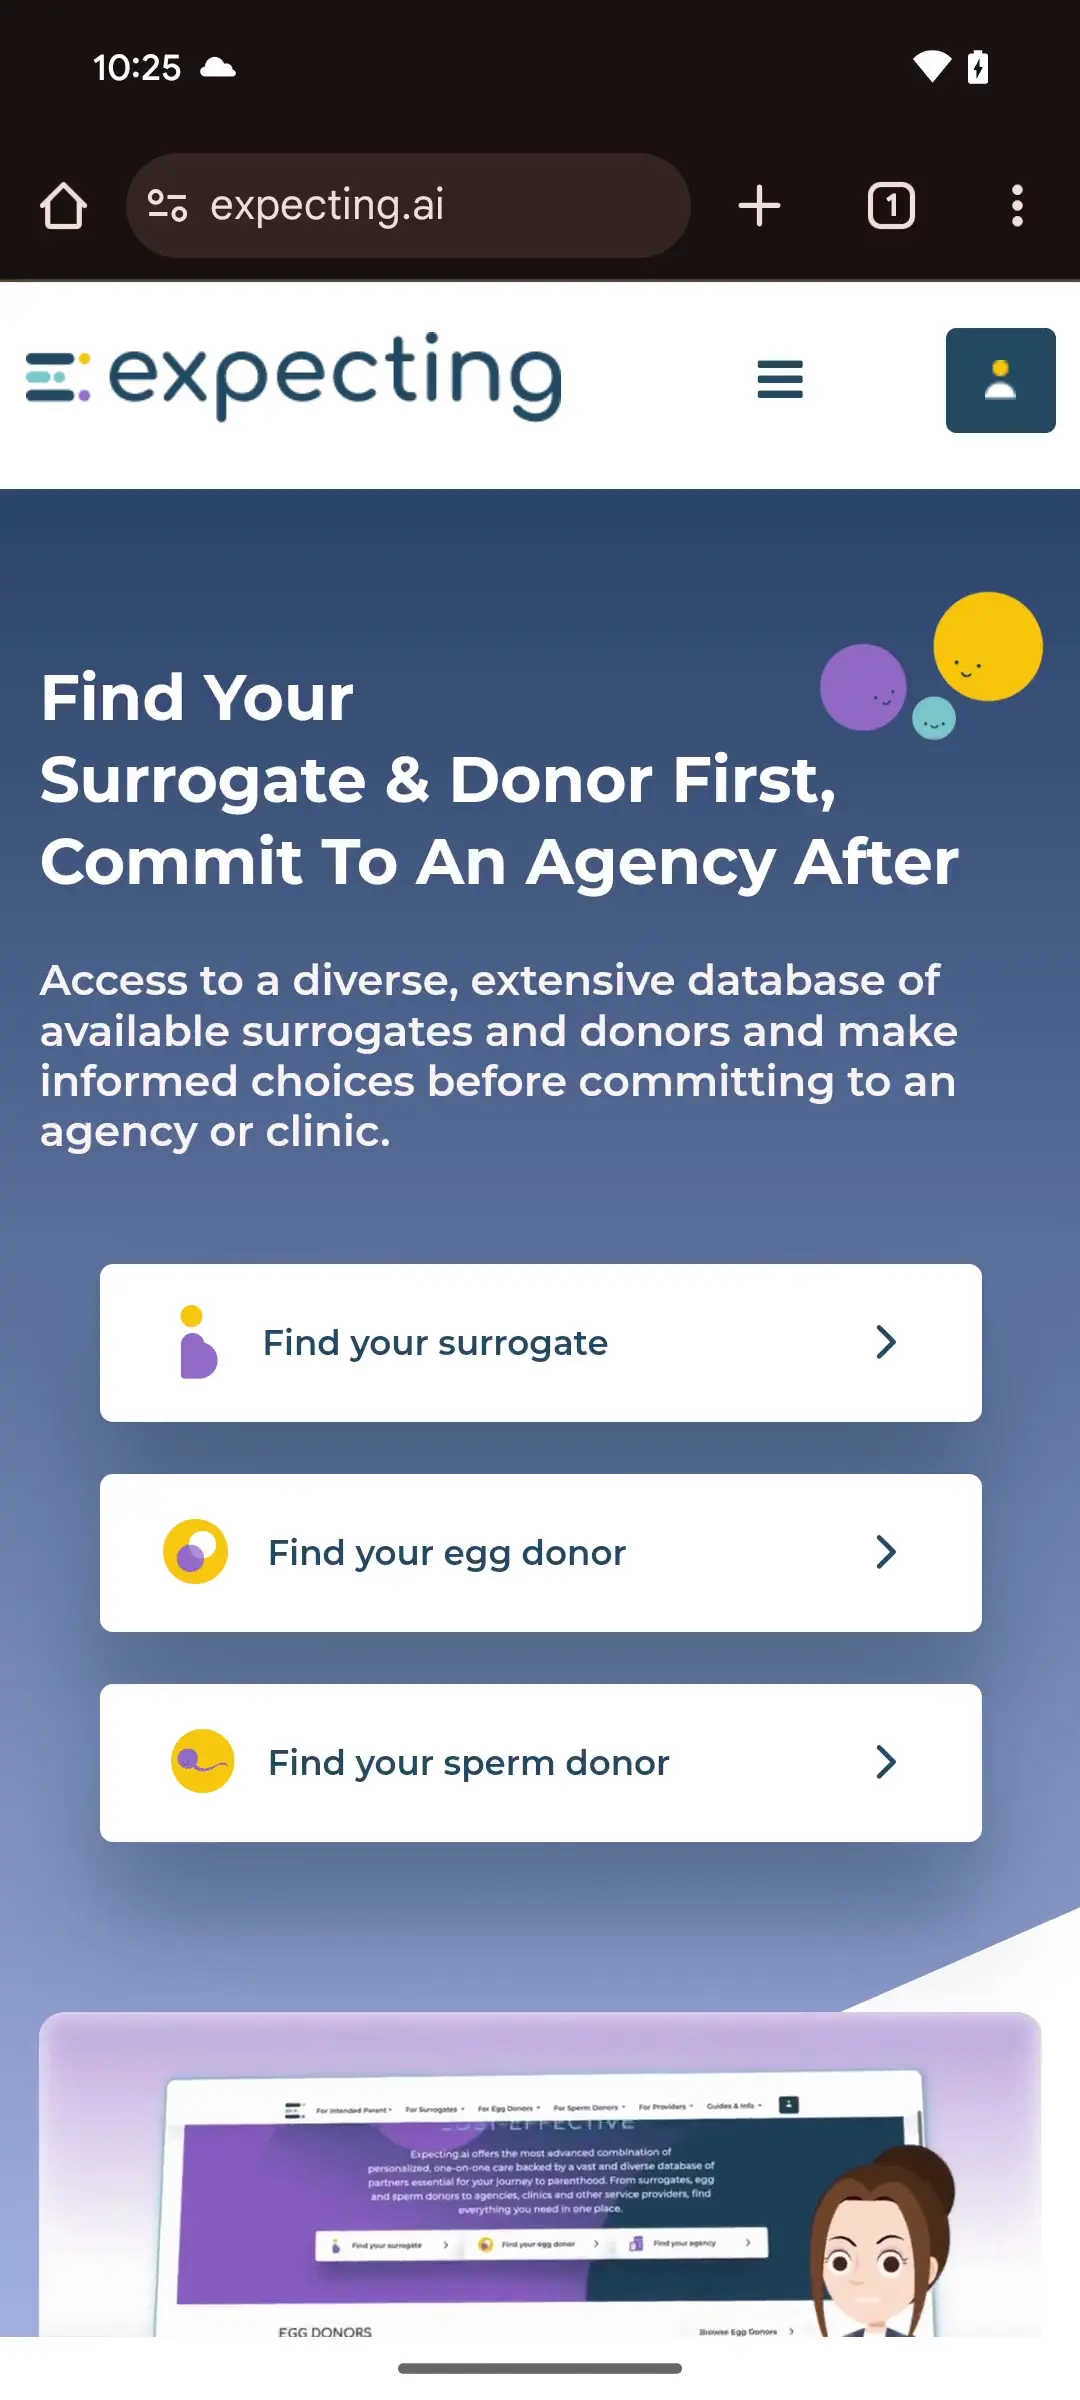 10:25
expecting.ai
1
expecting
Find Your
Surrogate & Donor First,
Commit To An Agency After
Access to a diverse, extensive database of
available surrogates and donors and make
informed choices before committing to an
agency or clinic.
Find your surrogate
Find your egg donor
Find your sperm donor
For Intended Parent
For Surrogates
For Egg Donors
For Sperm Donors
For Providers
Guides & Info
COST-EFFECTIVE
Expecting.ai offers the most advanced combination of
personalized, one-on-one care backed by a vast and diverse database of
partners essential for your journey to parenthood. From surrogates, egg
and sperm donors to agencies, clinics and other service providers, find
everything you need in one place.
Find your surrogate
Find your egg donor
Find your agency
EGG DONORS
Browse Egg Donors